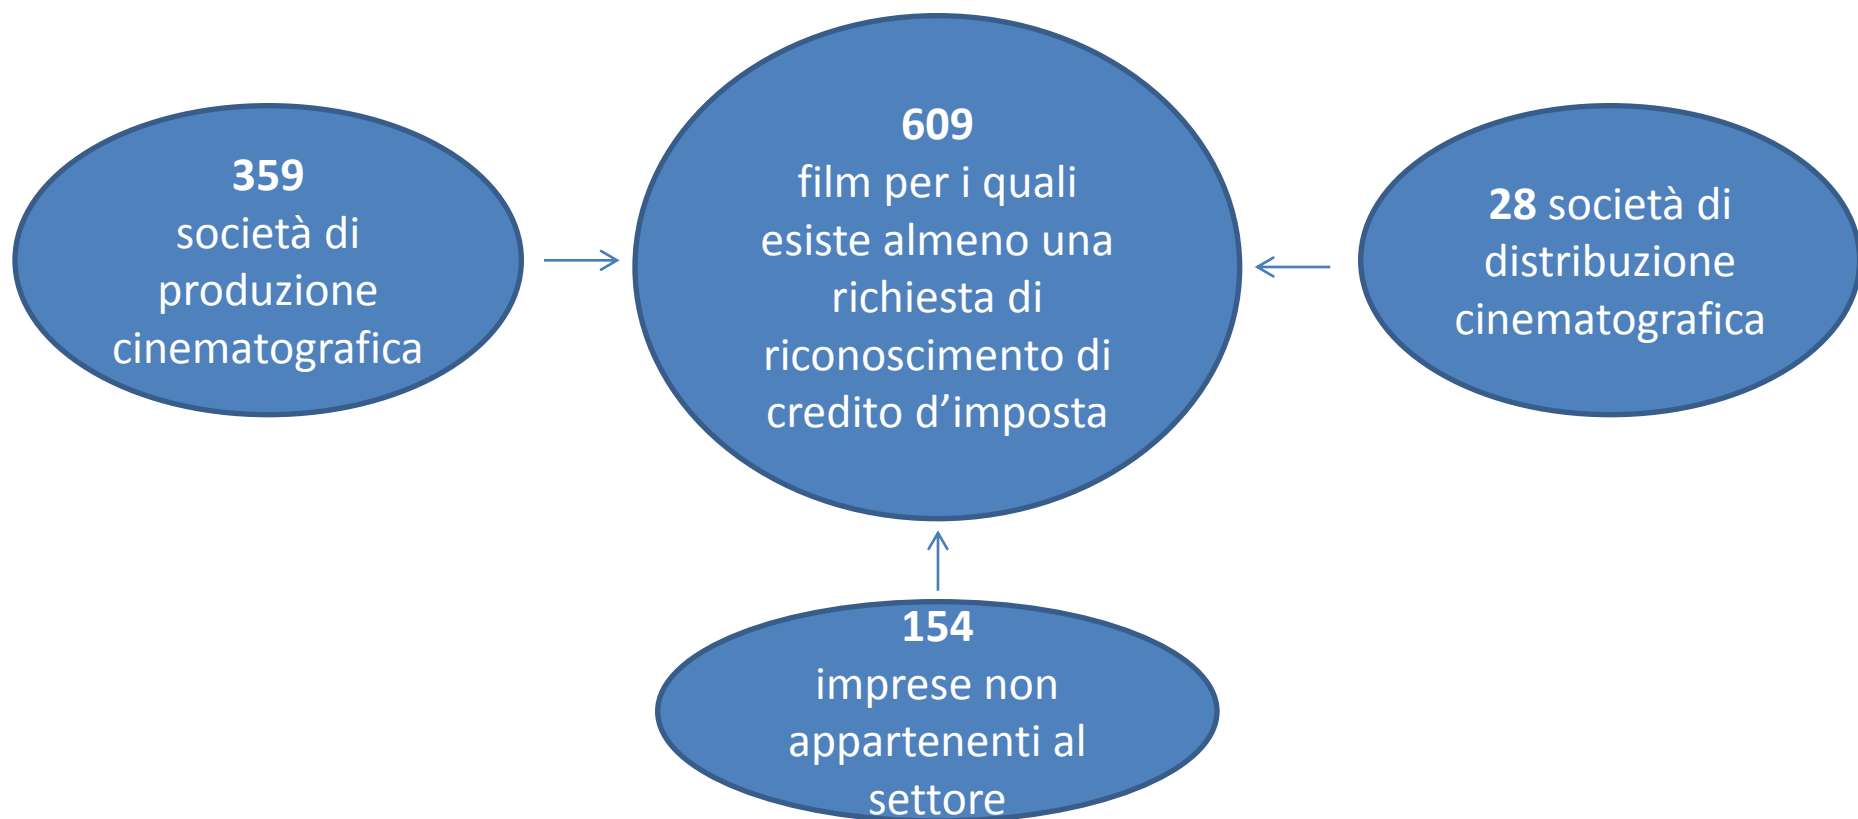 359
società di
produzione
cinematografica
609
film per i quali
esiste almeno una
richiesta di
riconoscimento di
credito d’imposta
28 società di
distribuzione
cinematografica
154
imprese non
appartenenti al
settore